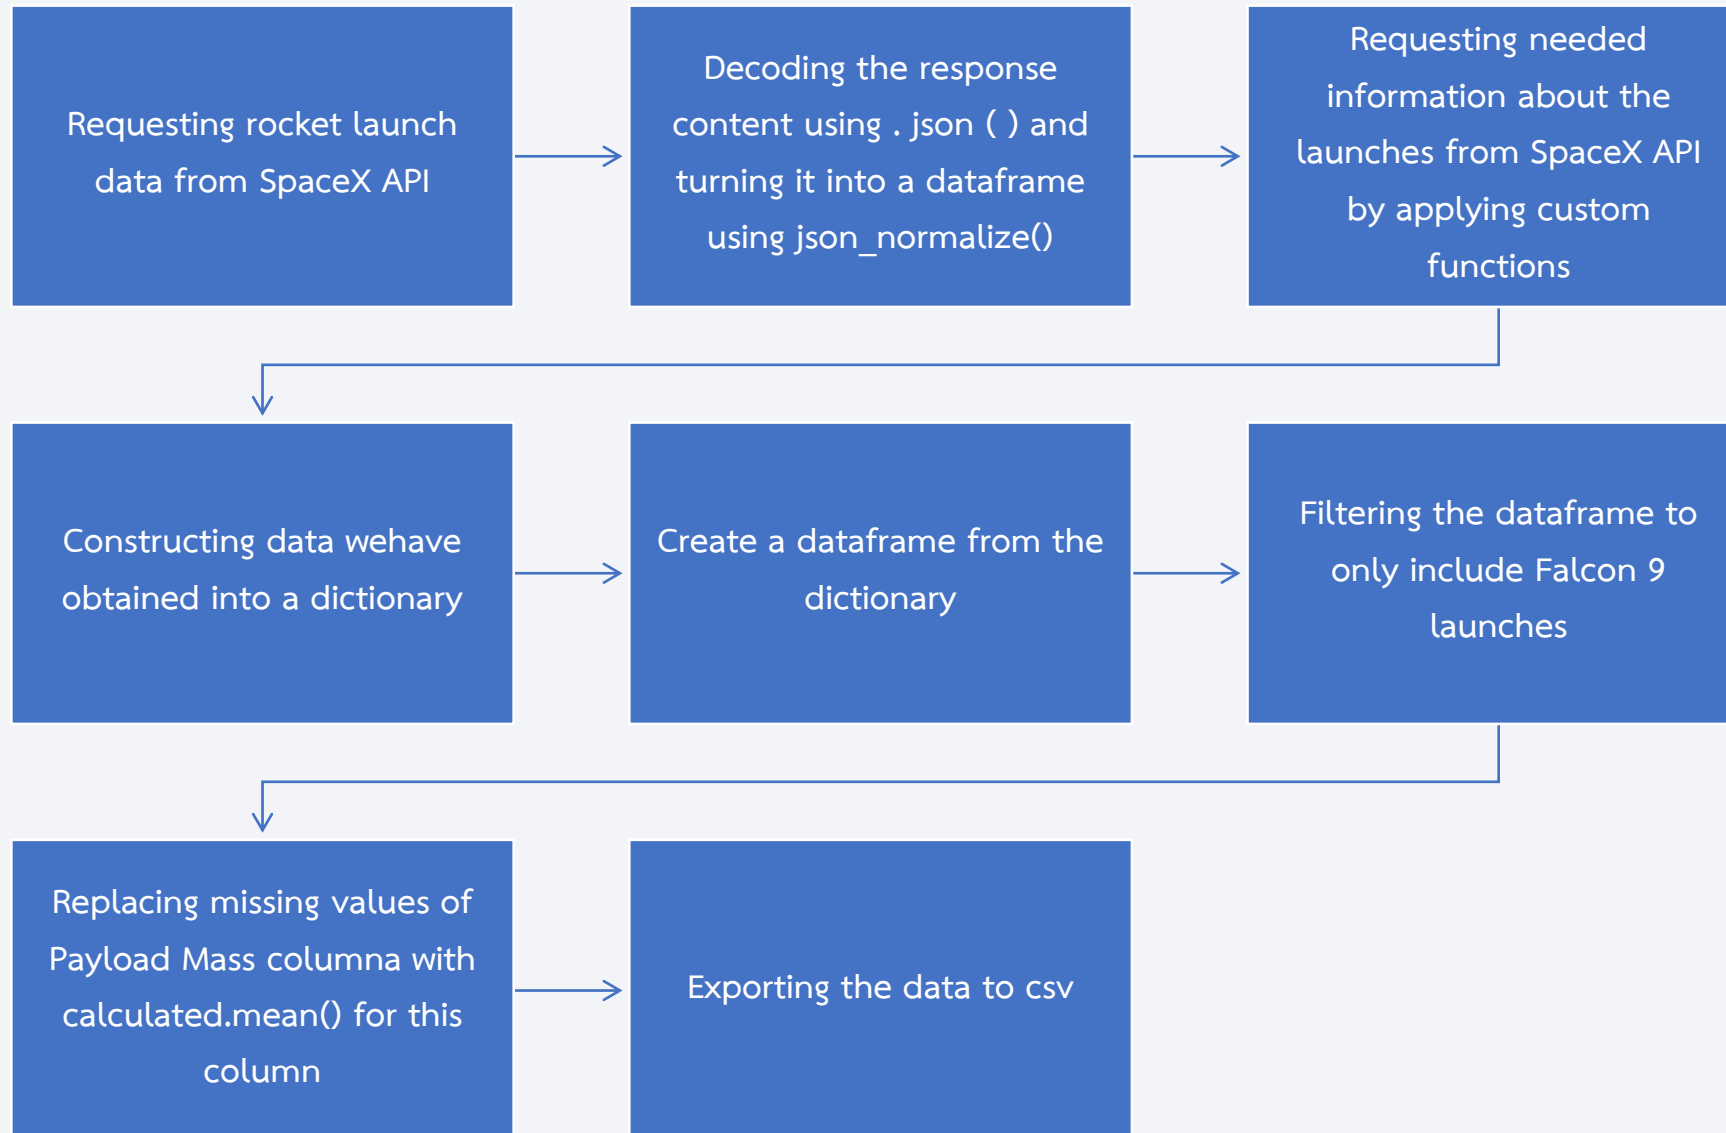 Requesting rocket launch
data from SpaceX API
Decoding the response
content using . json ( ) and
turning it into a dataframe
using json_normalize()
Requesting needed
information about the
launches from SpaceX API
by applying custom
functions
Constructing data wehave
obtained into a dictionary
Create a dataframe from the
dictionary
Filtering the dataframe to
only include Falcon 9
launches
Replacing missing values of
Payload Mass columna with
calculated.mean() for this
column
Exporting the data to csv